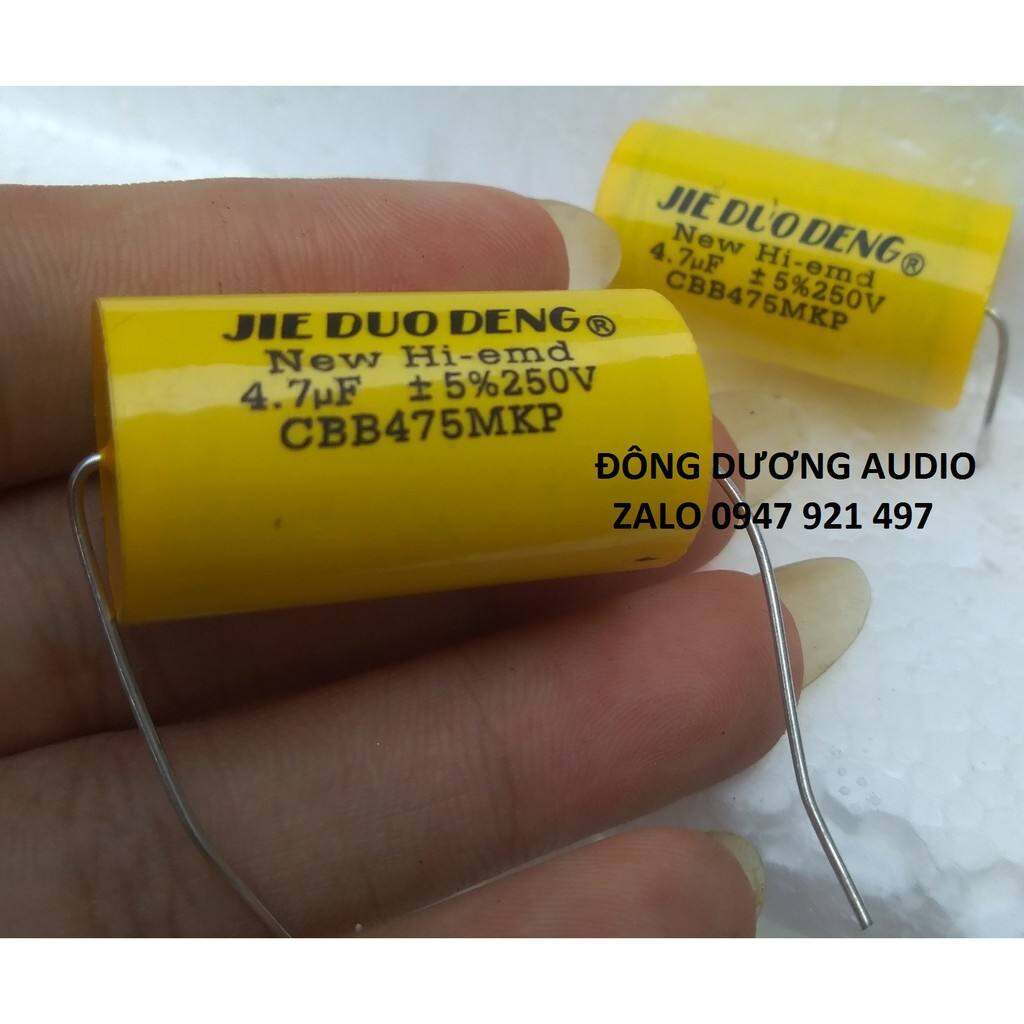 JIE DUO DENG®
New Hi-emd
4.7µF ±5%250V
CBB475MKP
JIE DUO DENG®
New Hi-emd
4.7µF ±5%250V
CBB475MKP
ĐÔNG DƯƠNG AUDIO
ZALO 0947 921 497